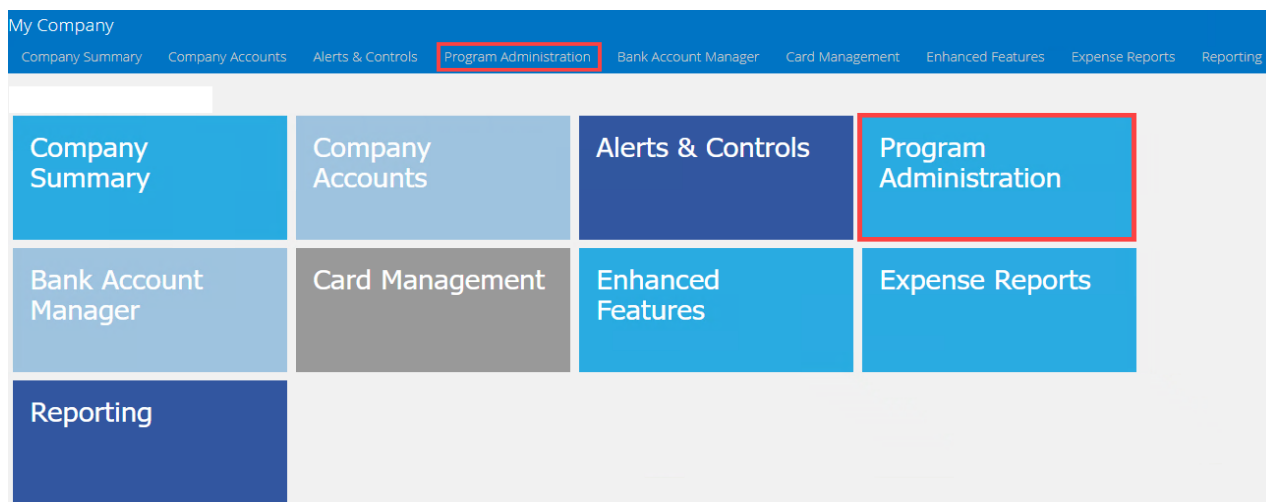 My Company
Company Summary Company Accounts Alerts & Controls Program Administration Bank Account Manager Card Management Enhanced Features Expense Reports Reporting
Company
Summary
Company
Accounts
Alerts & Controls
Program
Administration
Bank Account
Manager
Card Management
Enhanced
Features
Expense Reports
Reporting